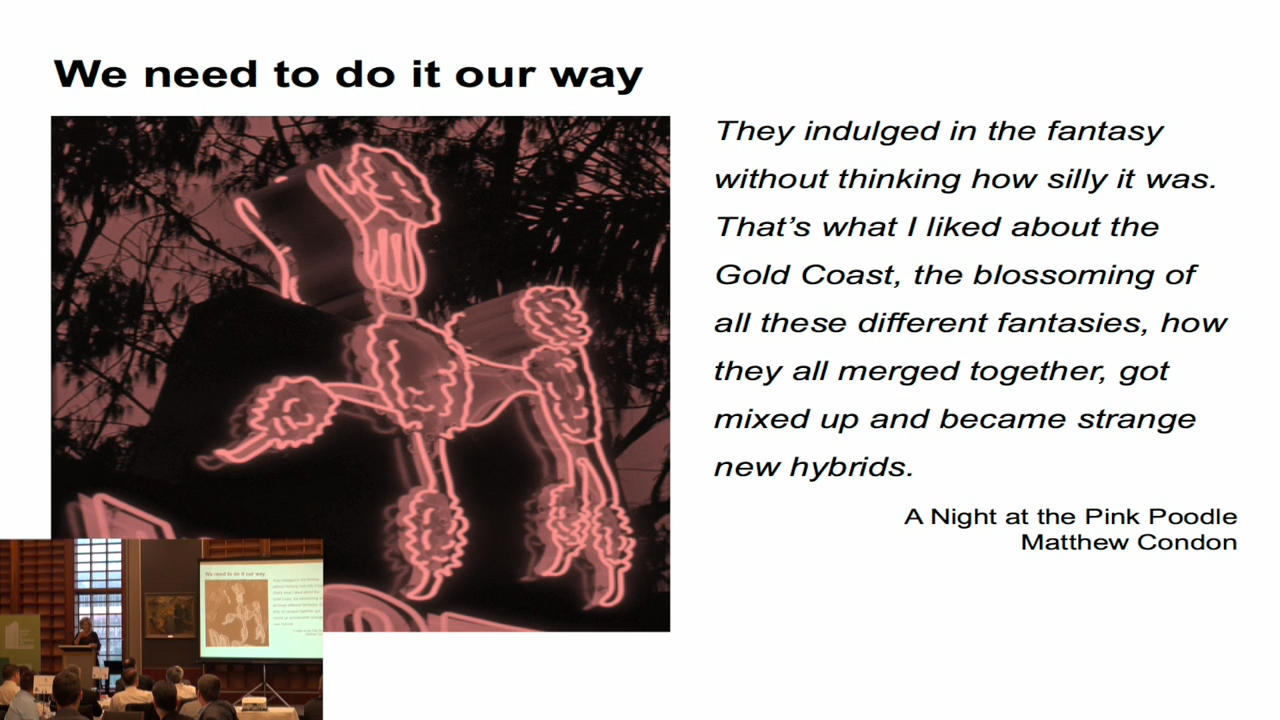 We need to do it our way
They indulged in the fantasy
without thinking how silly it was.
That’s what I liked about the
Gold Coast, the blossoming of
all these different fantasies, how
they all merged together, got
mixed up and became strange
new hybrids.
A Night at the Pink Poodle
Matthew Condon
We need to do it our way